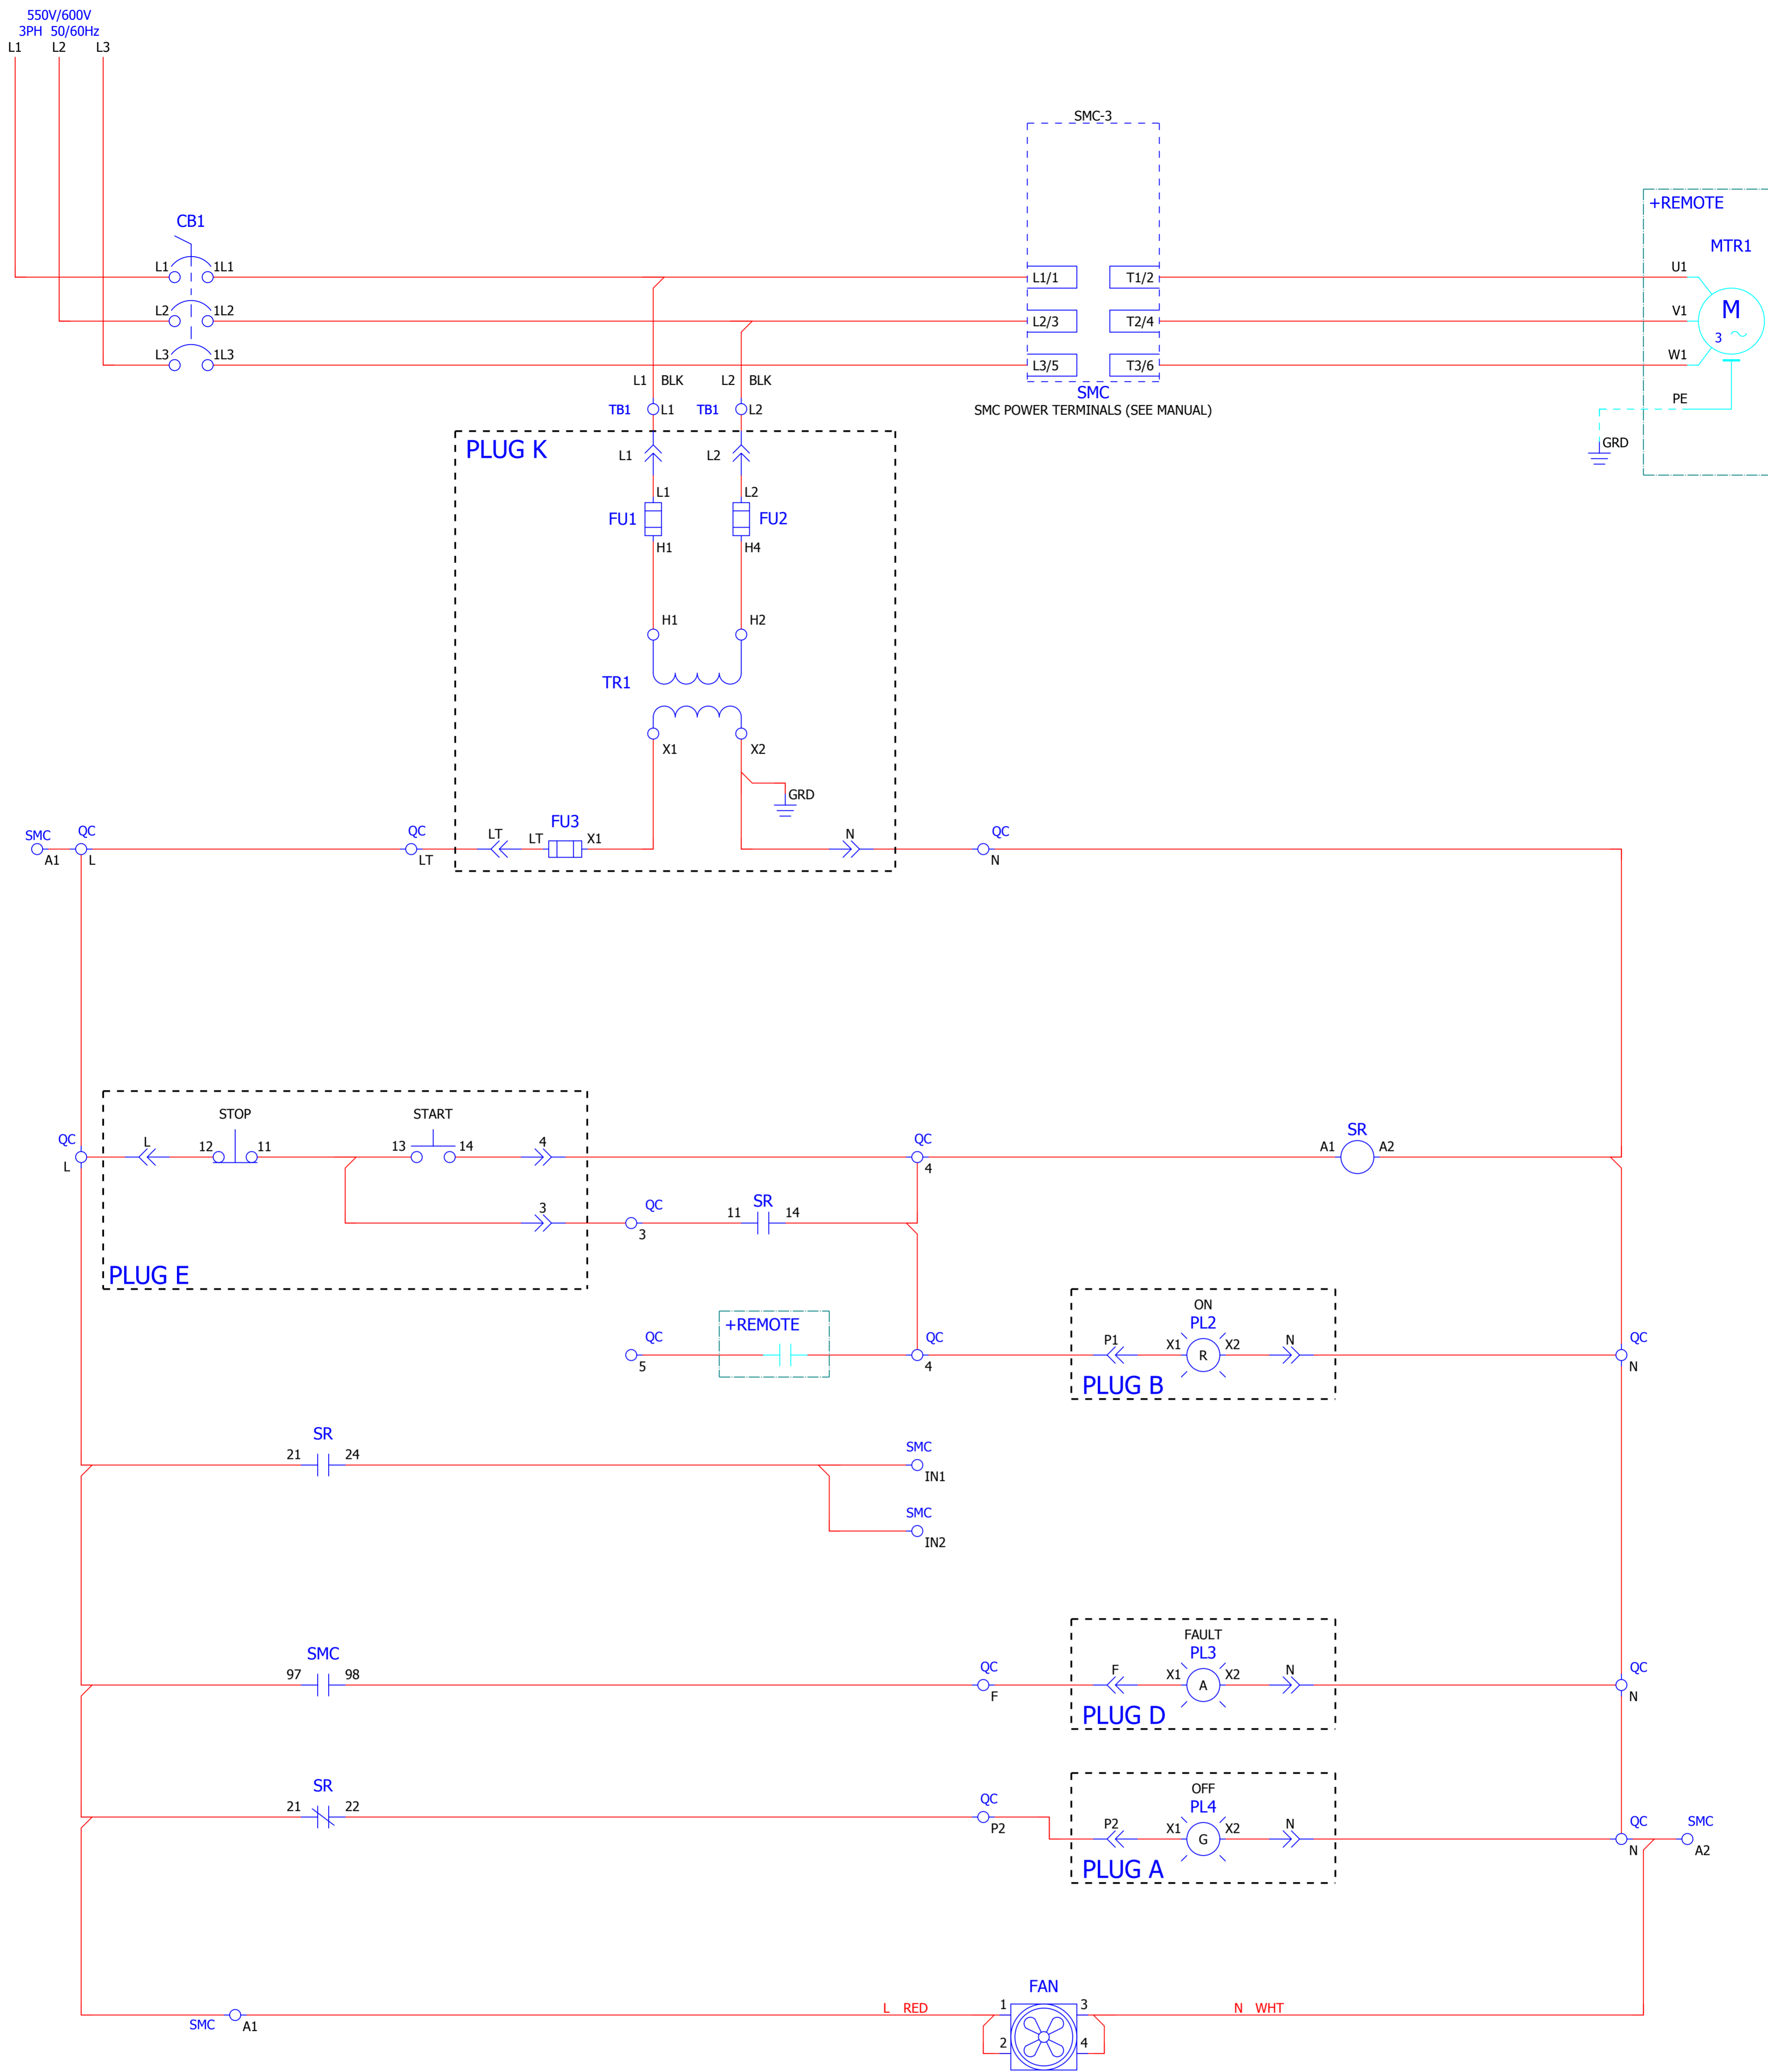 550V/600V
3PH 50/60Hz
L1 L2 L3
SMC-3
+REMOTE
CB1
MTR1
L1 1L1 L1/1 T1/2 U1
L2 1L2 L2/3 T2/4 V1
M
3
L3 1L3 L3/5 T3/6 W1
L1 BLK L2 BLK
SMC
PE
TB1 L1 TB1 L2
SMC POWER TERMINALS (SEE MANUAL)
GRD
PLUG K
L1 L2
L1 L2
FU1 FU2
H1 H4
H1 H2
TR1
X1 X2
GRD
FU3
SMC QC QC LT LT X1 N QC
A1 L LT N
STOP START
QC L 12 11 13 14 4 QC SR
A1 A2
L 4
3 QC 11 SR 14
3
PLUG E
ON
+REMOTE PL2
QC QC P1 X1 X2 N QC
R
5 4 N
PLUG B
SR
21 24 SMC
IN1
SMC
IN2
FAULT
SMC PL3
97 98 QC F X1 X2 N QC
A
F N
PLUG D
SR OFF
21 22 QC PL4
P2 P2 X1 X2 N QC SMC
G
N A2
PLUG A
FAN
L RED 1 3 N WHT
SMC A1
2 4